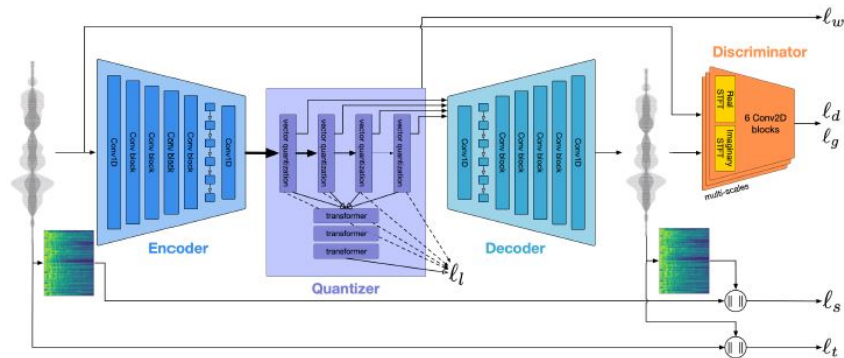 ℓw
Discriminator
Real
STFT
Imaginary
STFT
6 Conv2D
blocks
multi-scales
ℓd
ℓg
Conv1D
Conv block
Conv block
Conv block
Conv block
Conv1D
Encoder
vector quantization
vector quantization
vector quantization
vector quantization
transformer
transformer
transformer
Quantizer
ℓl
Conv1D
Conv block
Conv block
Conv block
Conv block
Conv1D
Decoder
ℓs
ℓt